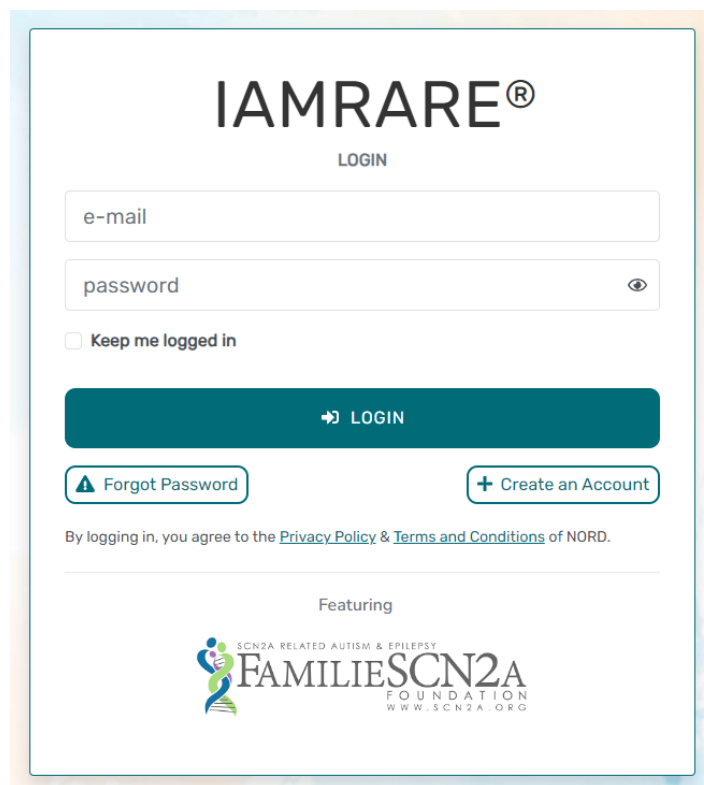 IAMRARE®
LOGIN
e-mail
password
Keep me logged in
LOGIN
Forgot Password
Create an Account
By logging in, you agree to the Privacy Policy & Terms and Conditions of NORD.
Featuring
SCN2A RELATED AUTISM & EPILEPSY
FAMILIESCN2A
FOUNDATION
WWW.SCN2A.ORG